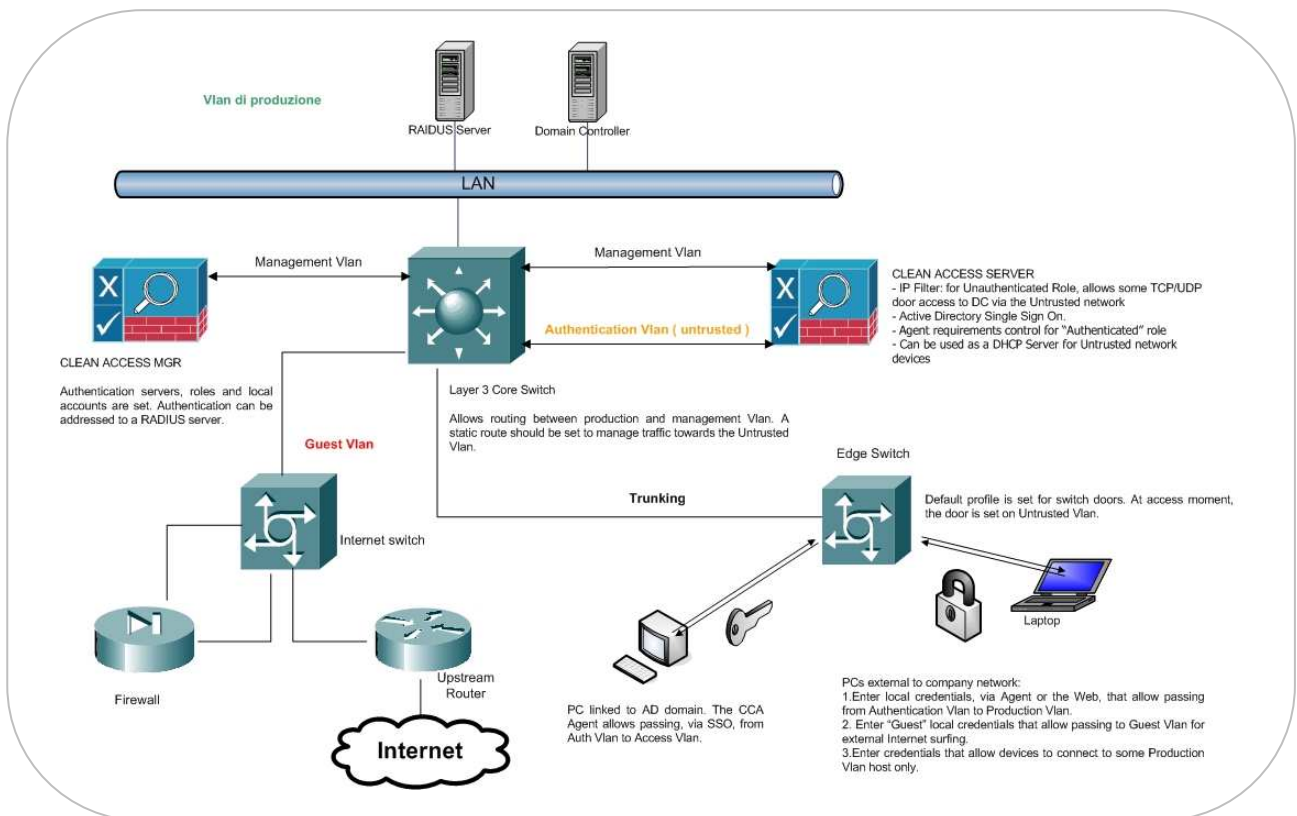 Vlan di produzione
RAIDUS Server
Domain Controller
LAN
Management Vlan
Management Vlan
Authentication Vlan ( untrusted )
CLEAN ACCESS SERVER
- IP Filter: for Unauthenticated Role, allows some TCP/UDP
door access to DC via the Untrusted network
- Active Directory Single Sign On.
- Agent requirements control for "Authenticated" role
- Can be used as a DHCP Server for Untrusted network
devices
CLEAN ACCESS MGR
Authentication servers, roles and local
accounts are set. Authentication can be
addressed to a RADIUS server.
Layer 3 Core Switch
Allows routing between production and management Vlan. A
static route should be set to manage traffic towards the Untrusted
Vlan.
Guest Vlan
Edge Switch
Trunking
Default profile is set for switch doors. At access moment,
the door is set on Untrusted Vlan.
Internet switch
Laptop
Firewall
Upstream
Router
Internet
PC linked to AD domain. The CCA
Agent allows passing, via SSO, from
Auth Vlan to Access Vlan.
PCs external to company network:
1.Enter local credentials, via Agent or the Web, that allow passing
from Authentication Vlan to Production Vlan.
2. Enter "Guest" local credentials that allow passing to Guest Vlan for
external Internet surfing.
3.Enter credentials that allow devices to connect to some Production
Vlan host only.